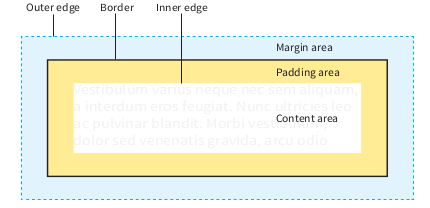 Outer edge Border Inner edge
Margin area
Padding area
Vestibulum varius neque nec sem aliquam,
a interdum eros feugiat. Nunc ultricies leo
Content area
ac pulvinar blandit. Morbi vestibulum,
dolor sed venenatis gravida, arcu odio